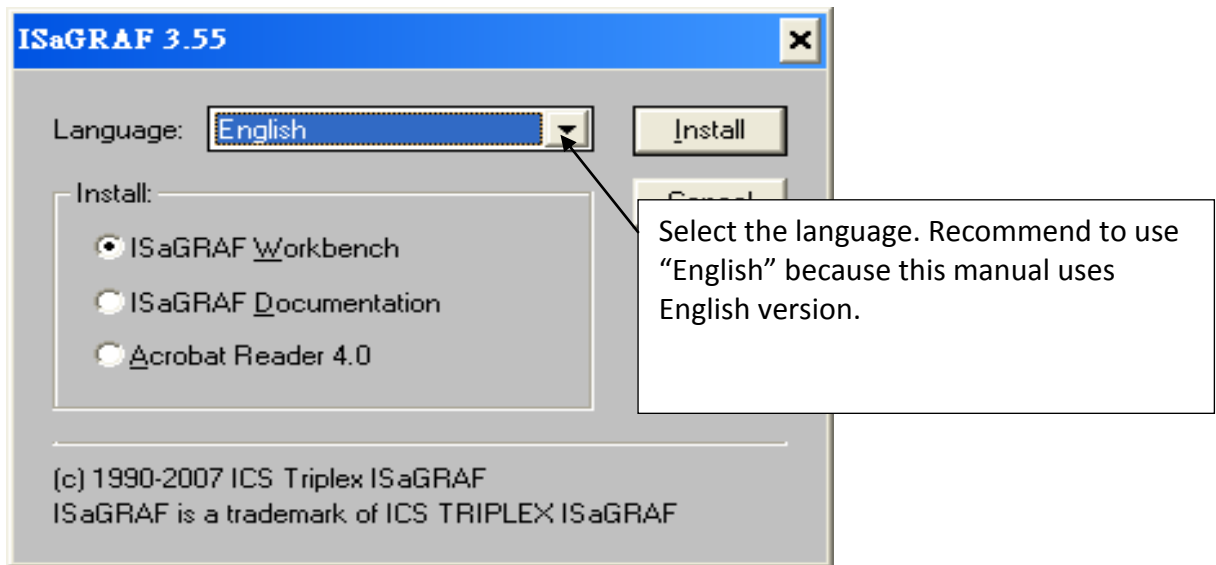 ISaGRAF 3.55
Language: English Install
Install:
ISaGRAF Workbench
ISaGRAF Documentation
Acrobat Reader 4.0
Select the language. Recommend to use
“English” because this manual uses
English version.
(c) 1990-2007 ICS Triplex ISaGRAF
ISaGRAF is a trademark of ICS TRIPLEX ISaGRAF